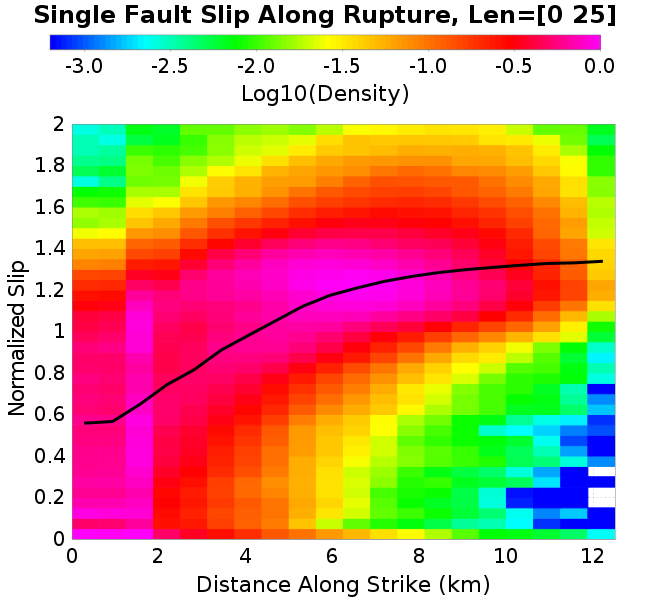 Single Fault Slip Along Rupture, Len=[0 25]
-3.0 -2.5 -2.0 -1.5 -1.0 -0.5 0.0
Log10(Density)
2
1.8
1.6
1.4
1.2
1
0.8
0.6
0.4
0.2
0
Normalized Slip
0 2 4 6 8 10 12
Distance Along Strike (km)